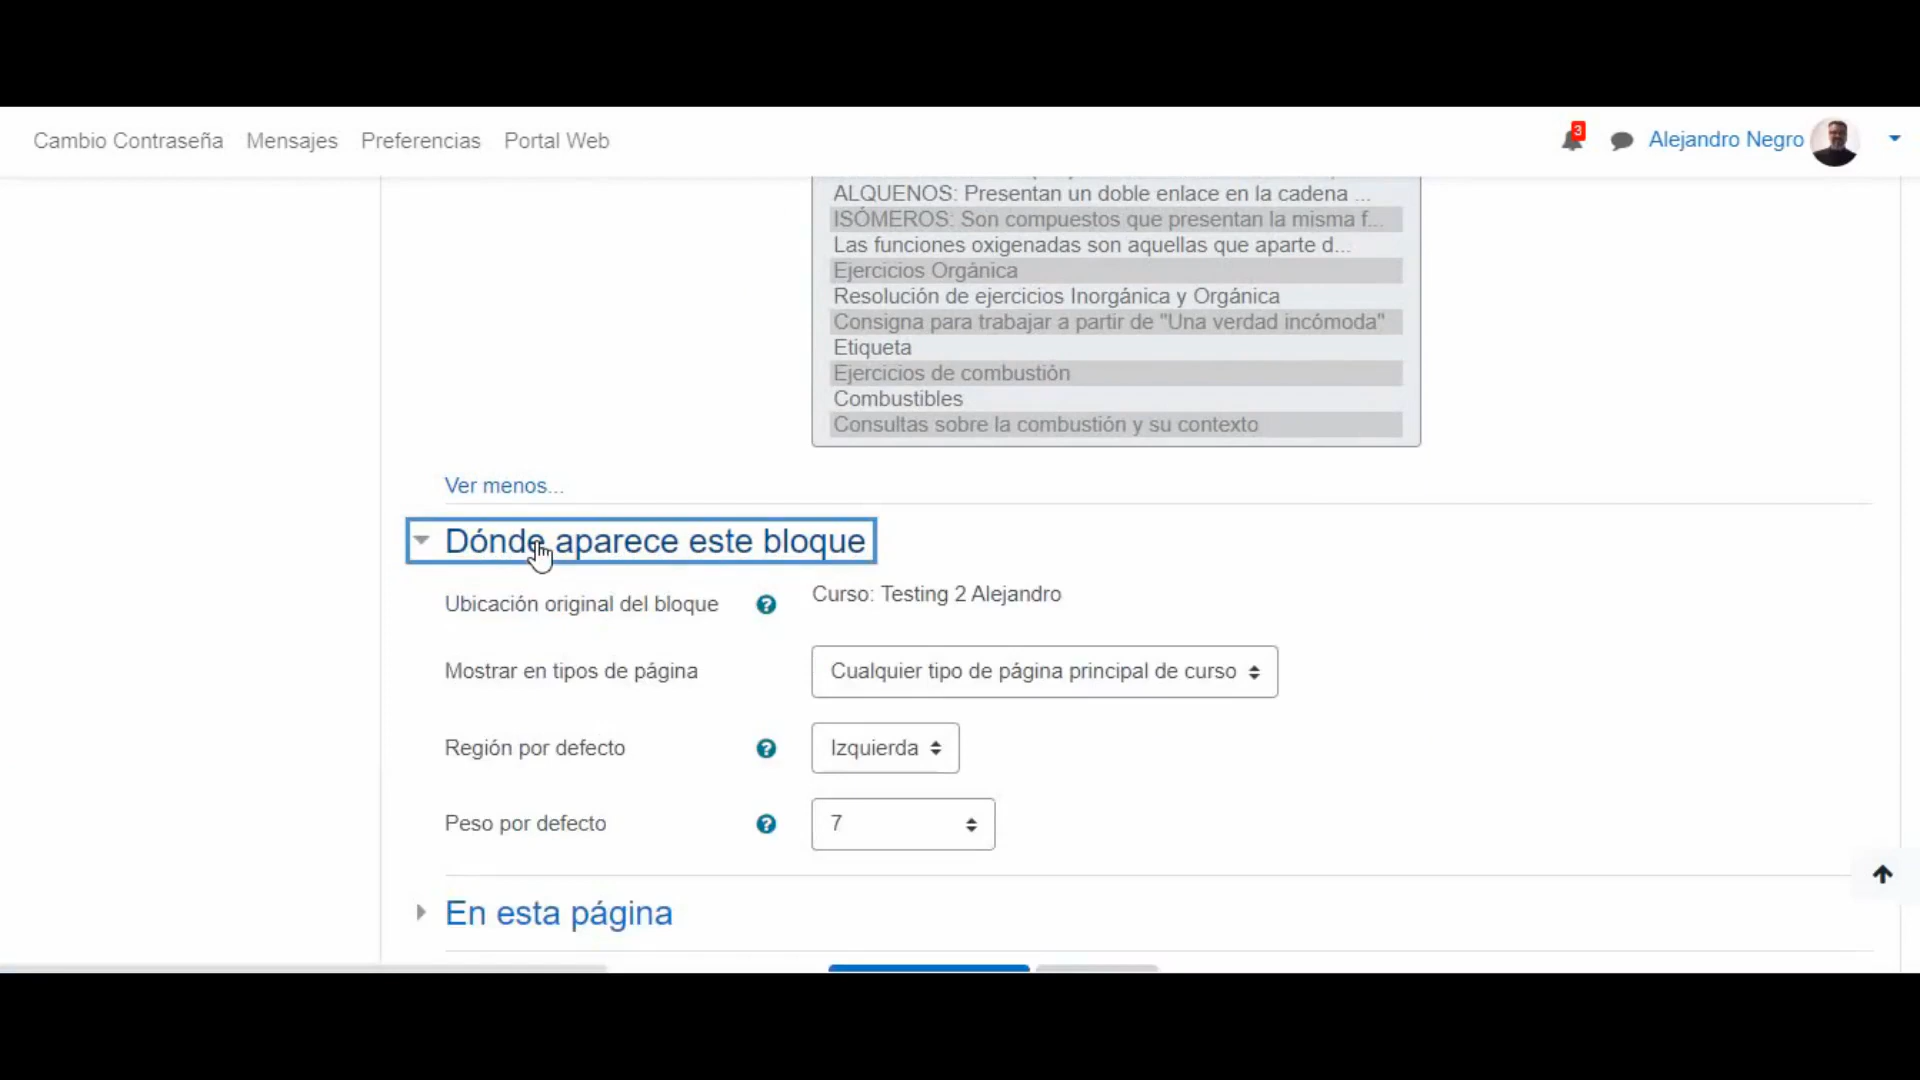 Cambio Contraseña Mensajes Preferencias Portal Web
3
Alejandro Negro
ALQUENOS: Presentan un doble enlace en la cadena ...
ISÓMEROS: Son compuestos que presentan la misma f...
Las funciones oxigenadas son aquellas que aparte d...
Ejercicios Orgánica
Resolución de ejercicios Inorgánica y Orgánica
Consigna para trabajar a partir de "Una verdad incómoda"
Etiqueta
Ejercicios de combustión
Combustibles
Consultas sobre la combustión y su contexto
Ver menos...
Dónde aparece este bloque
Ubicación original del bloque ? Curso: Testing 2 Alejandro
Mostrar en tipos de página Cualquier tipo de página principal de curso
Región por defecto ? Izquierda
Peso por defecto ? 7
En esta página